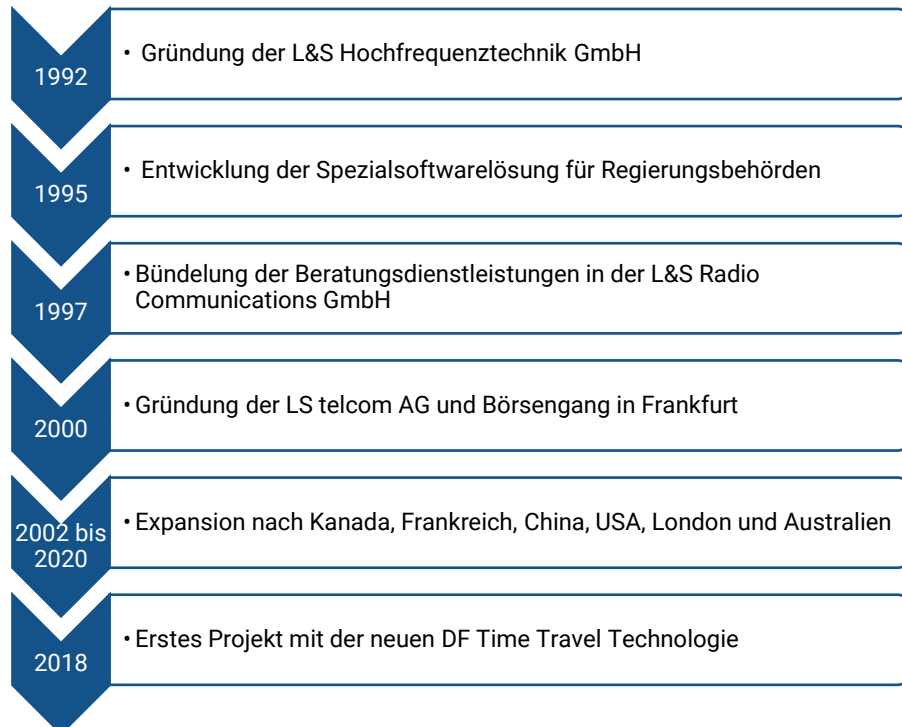 1992
• Gründung der L&S Hochfrequenztechnik GmbH
1995
• Entwicklung der Spezialsoftwarelösung für Regierungsbehörden
1997
• Bündelung der Beratungsdienstleistungen in der L&S Radio
Communications GmbH
2000
• Gründung der LS telcom AG und Börsengang in Frankfurt
2002 bis
2020
• Expansion nach Kanada, Frankreich, China, USA, London und Australien
2018
• Erstes Projekt mit der neuen DF Time Travel Technologie